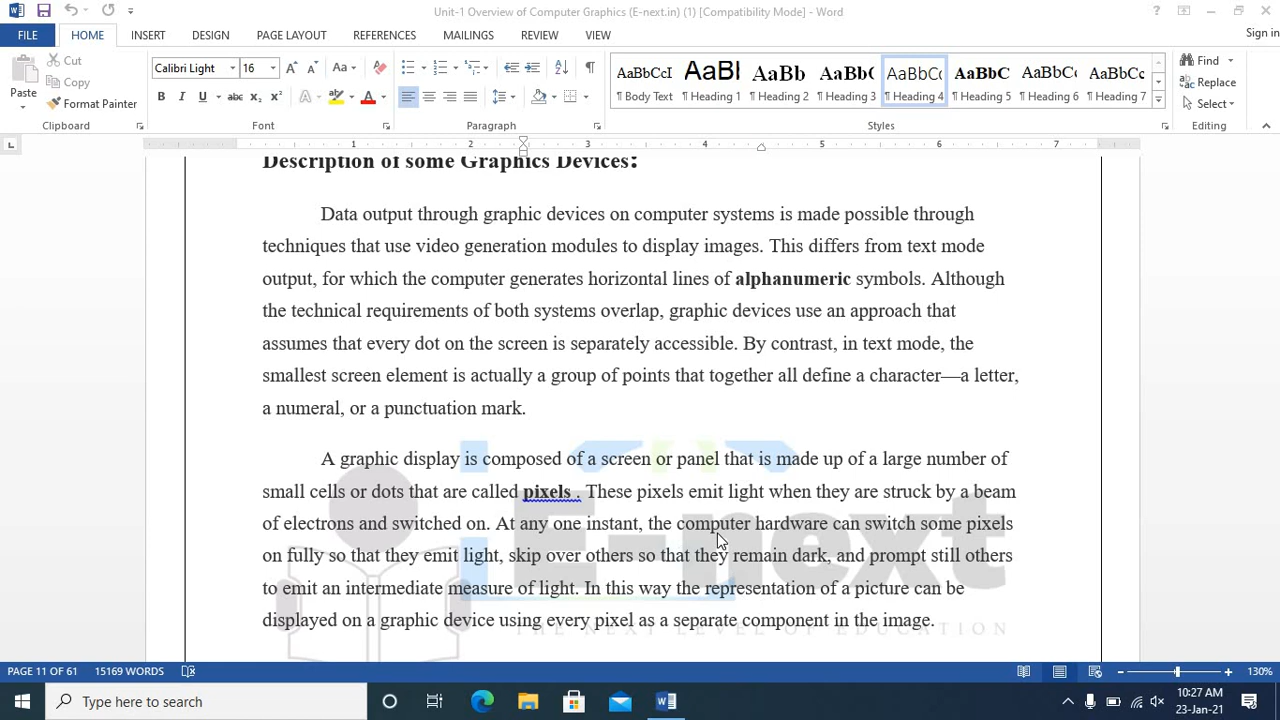 Unit-1 Overview of Computer Graphics (E-next.in) (1) [Compatibility Mode] - Word
FILE HOME INSERT DESIGN PAGE LAYOUT REFERENCES MAILINGS REVIEW VIEW Sign in
Paste Cut Copy Format Painter
Clipboard
Calibri Light 16 Aa
B I U abc X₂ X² A A
Font
Paragraph
AaBbCcI AaBl AaBb AaBbC AaBbCc AaBbC AaBbCc AaBbCc
¶ Body Text ¶ Heading 1 ¶ Heading 2 ¶ Heading 3 ¶ Heading 4 ¶ Heading 5 ¶ Heading 6 ¶ Heading 7
Styles
Find
Replace
Select
Editing
1 2 3 4 5 6 7
Description of some Graphics Devices:
Data output through graphic devices on computer systems is made possible through
techniques that use video generation modules to display images. This differs from text mode
output, for which the computer generates horizontal lines of alphanumeric symbols. Although
the technical requirements of both systems overlap, graphic devices use an approach that
assumes that every dot on the screen is separately accessible. By contrast, in text mode, the
smallest screen element is actually a group of points that together all define a character—a letter,
a numeral, or a punctuation mark.
A graphic display is composed of a screen or panel that is made up of a large number of
small cells or dots that are called pixels . These pixels emit light when they are struck by a beam
of electrons and switched on. At any one instant, the computer hardware can switch some pixels
on fully so that they emit light, skip over others so that they remain dark, and prompt still others
to emit an intermediate measure of light. In this way the representation of a picture can be
displayed on a graphic device using every pixel as a separate component in the image.
E-next
THE NEXT LEVEL OF EDUCATION
PAGE 11 OF 61 15169 WORDS 130%
Type here to search
10:27 AM
23-Jan-21